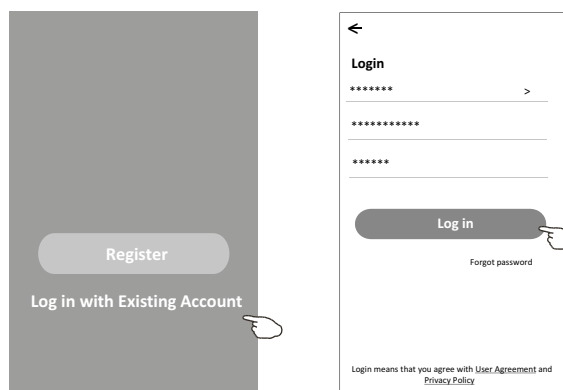 Register
Log in with Existing Account
Login
******* >
***********
******
Log in
Forgot password
Login means that you agree with User Agreement and
Privacy Policy